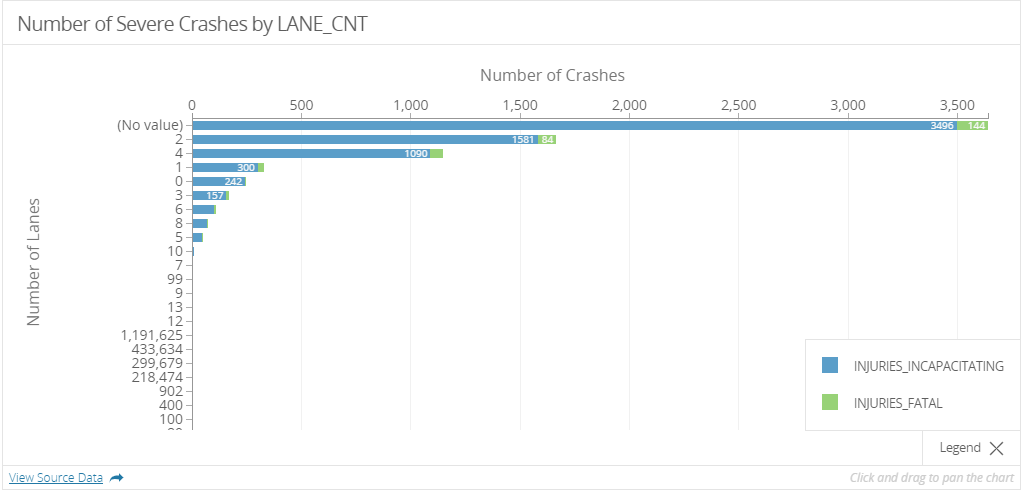 Number of Severe Crashes by LANE_CNT
Number of Crashes
0 500 1,000 1,500 2,000 2,500 3,000 3,500
(No value) 3496 144
2 1581 84
4 1090
1 300
0 242
3 157
6
8
5
10
7
99
9
13
12
1,191,625
433,634
299,679
218,474
902
400
100
Number of Lanes
INJURIES_INCAPACITATING
INJURIES_FATAL
Legend
View Source Data
Click and drag to pan the chart